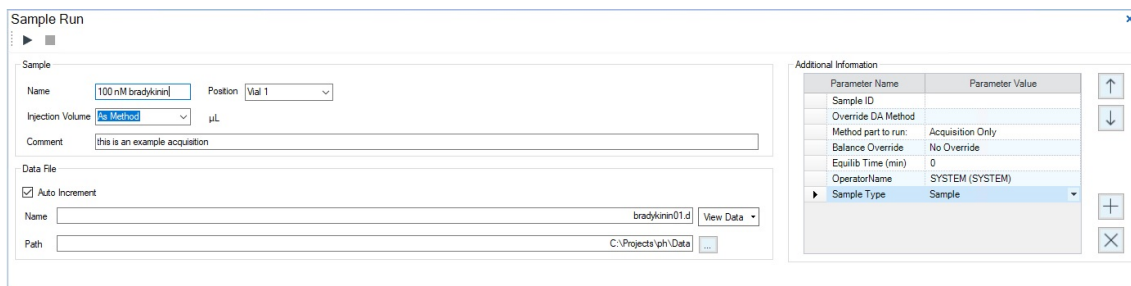 Sample Run
Sample
Name 100 nM bradykinin Position Vial 1
Injection Volume As Method µL
Comment this is an example acquisition
Data File
Auto Increment
Name bradykinin01.d View Data
Path C:\Projects\ph\Data ...
Additional Information
Parameter Name Parameter Value
Sample ID
Override DA Method
Method part to run: Acquisition Only
Balance Override No Override
Equilib Time (min) 0
OperatorName SYSTEM (SYSTEM)
Sample Type Sample